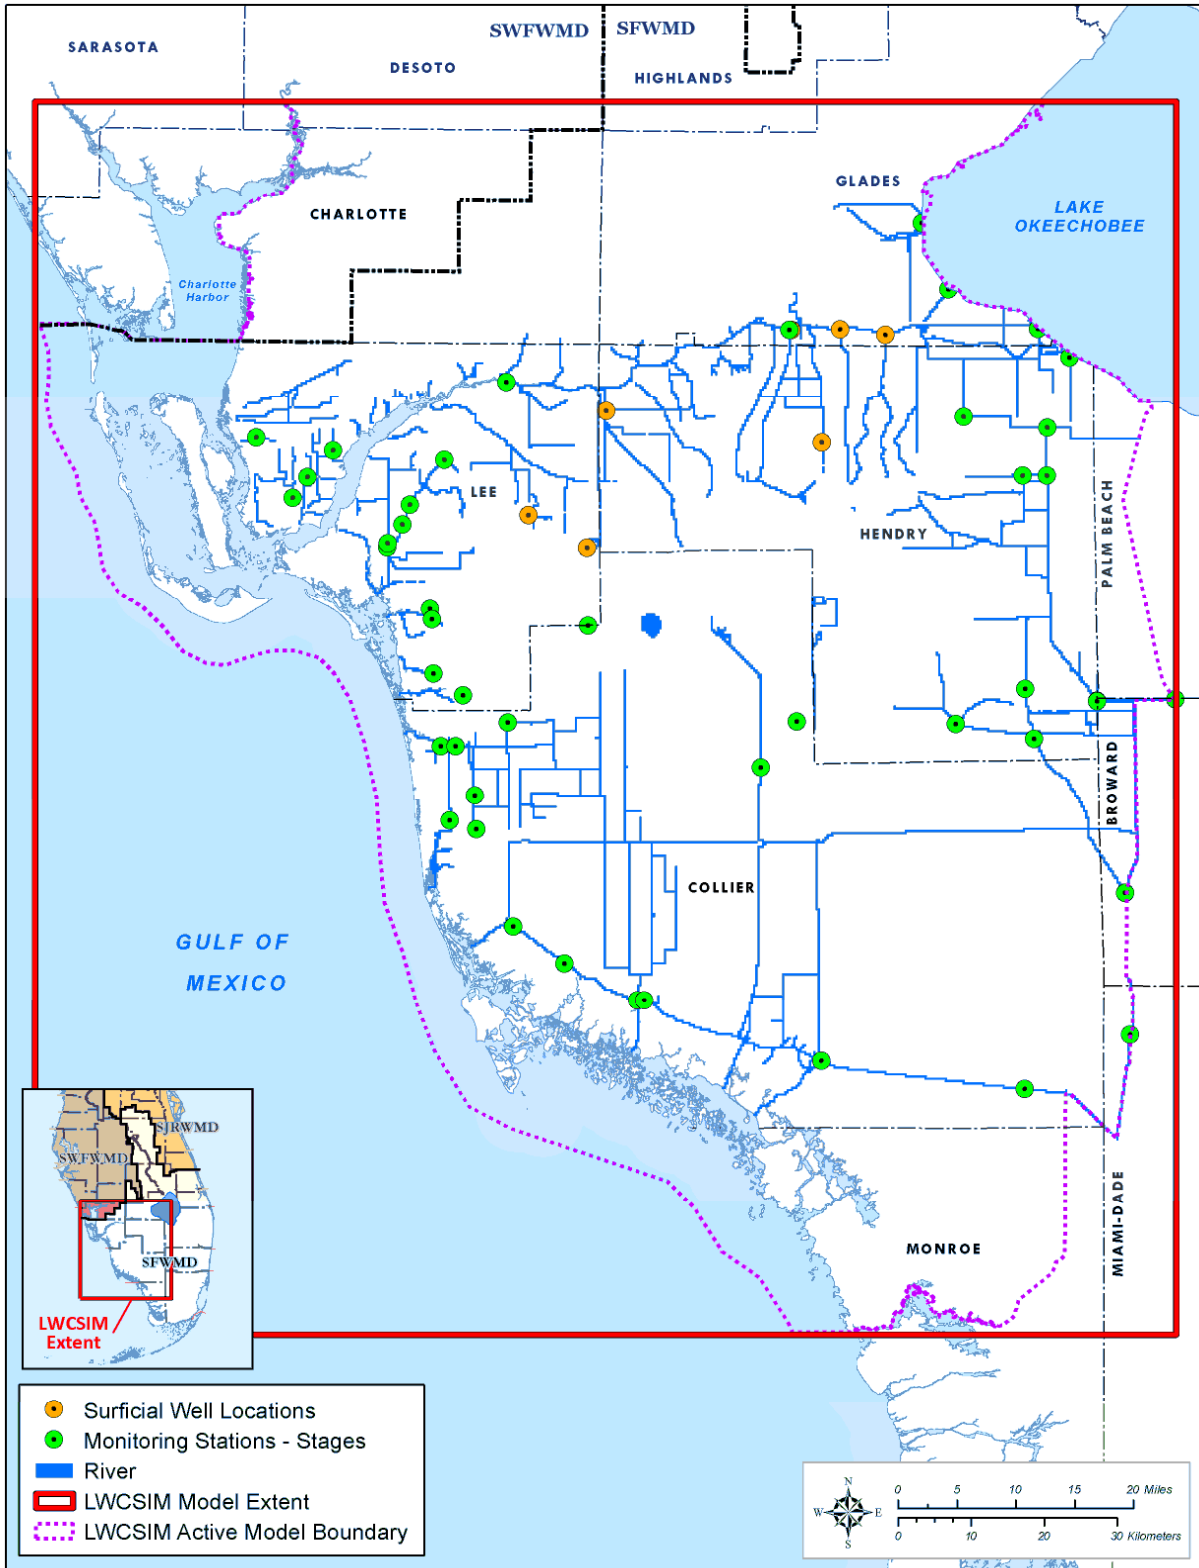 SWFWMD
SFWMD
SARASOTA
DESOTO
HIGHLANDS
GLADES
CHARLOTTE
LAKE
OKEECHOBEE
Charlotte
Harbor
LEE
HENDRY
PALM BEACH
BROWARD
COLLIER
GULF OF
MEXICO
MONROE
MIAMI-DADE
SJRWMD
SWFWMD
SFWMD
LWCSIM
Extent
Surficial Well Locations
Monitoring Stations - Stages
River
LWCSIM Model Extent
LWCSIM Active Model Boundary
N
W E
S
0 5 10 15 20 Miles
0 10 20 30 Kilometers